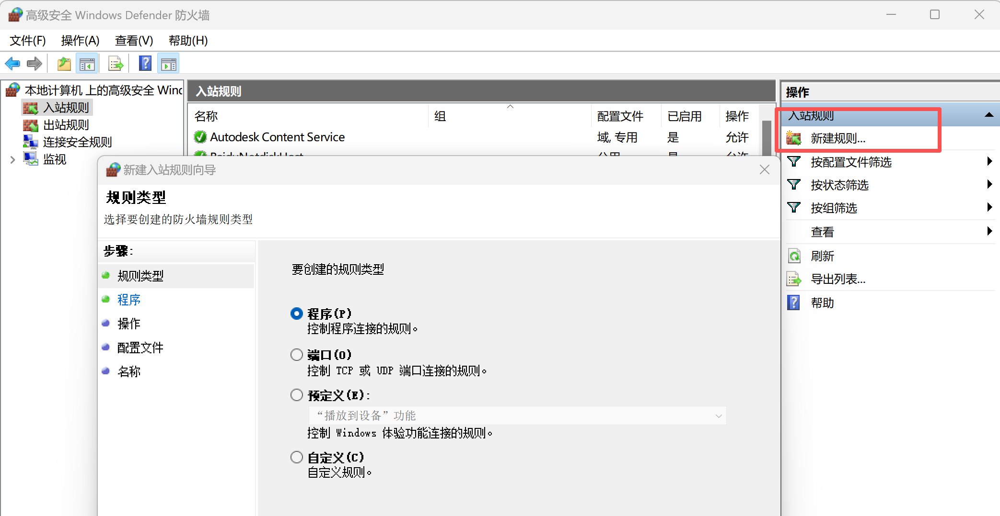 高级安全 Windows Defender 防火墙
文件(F) 操作(A) 查看(V) 帮助(H)
本地计算机 上的高级安全 Wind
入站规则
出站规则
连接安全规则
监视
入站规则
名称 组 配置文件 已启用 操作
Autodesk Content Service 域, 专用 是 允许
BaiduNetdiskHost 公用 是 允许
操作
入站规则
新建规则...
按配置文件筛选
按状态筛选
按组筛选
查看
刷新
导出列表...
帮助
新建入站规则向导
规则类型
选择要创建的防火墙规则类型
步骤:
规则类型
程序
操作
配置文件
名称
要创建的规则类型
程序(P)
控制程序连接的规则。
端口(O)
控制 TCP 或 UDP 端口连接的规则。
预定义(E):
“播放到设备”功能
控制 Windows 体验功能连接的规则。
自定义(C)
自定义规则。